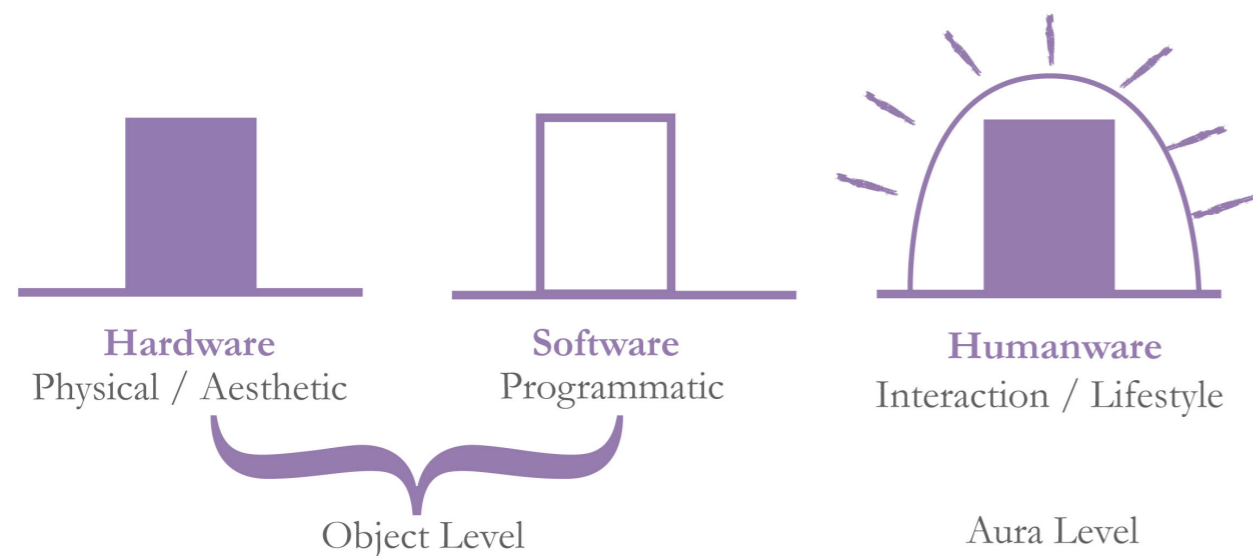 Hardware
Physical / Aesthetic
Software
Programmatic
Humanware
Interaction / Lifestyle
Object Level
Aura Level